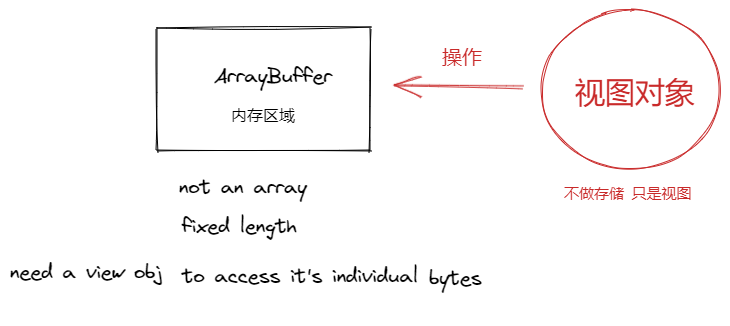 ArrayBuffer
内存区域
操作
视图对象
不做存储 只是视图
not an array
fixed length
need a view obj to access it's individual bytes